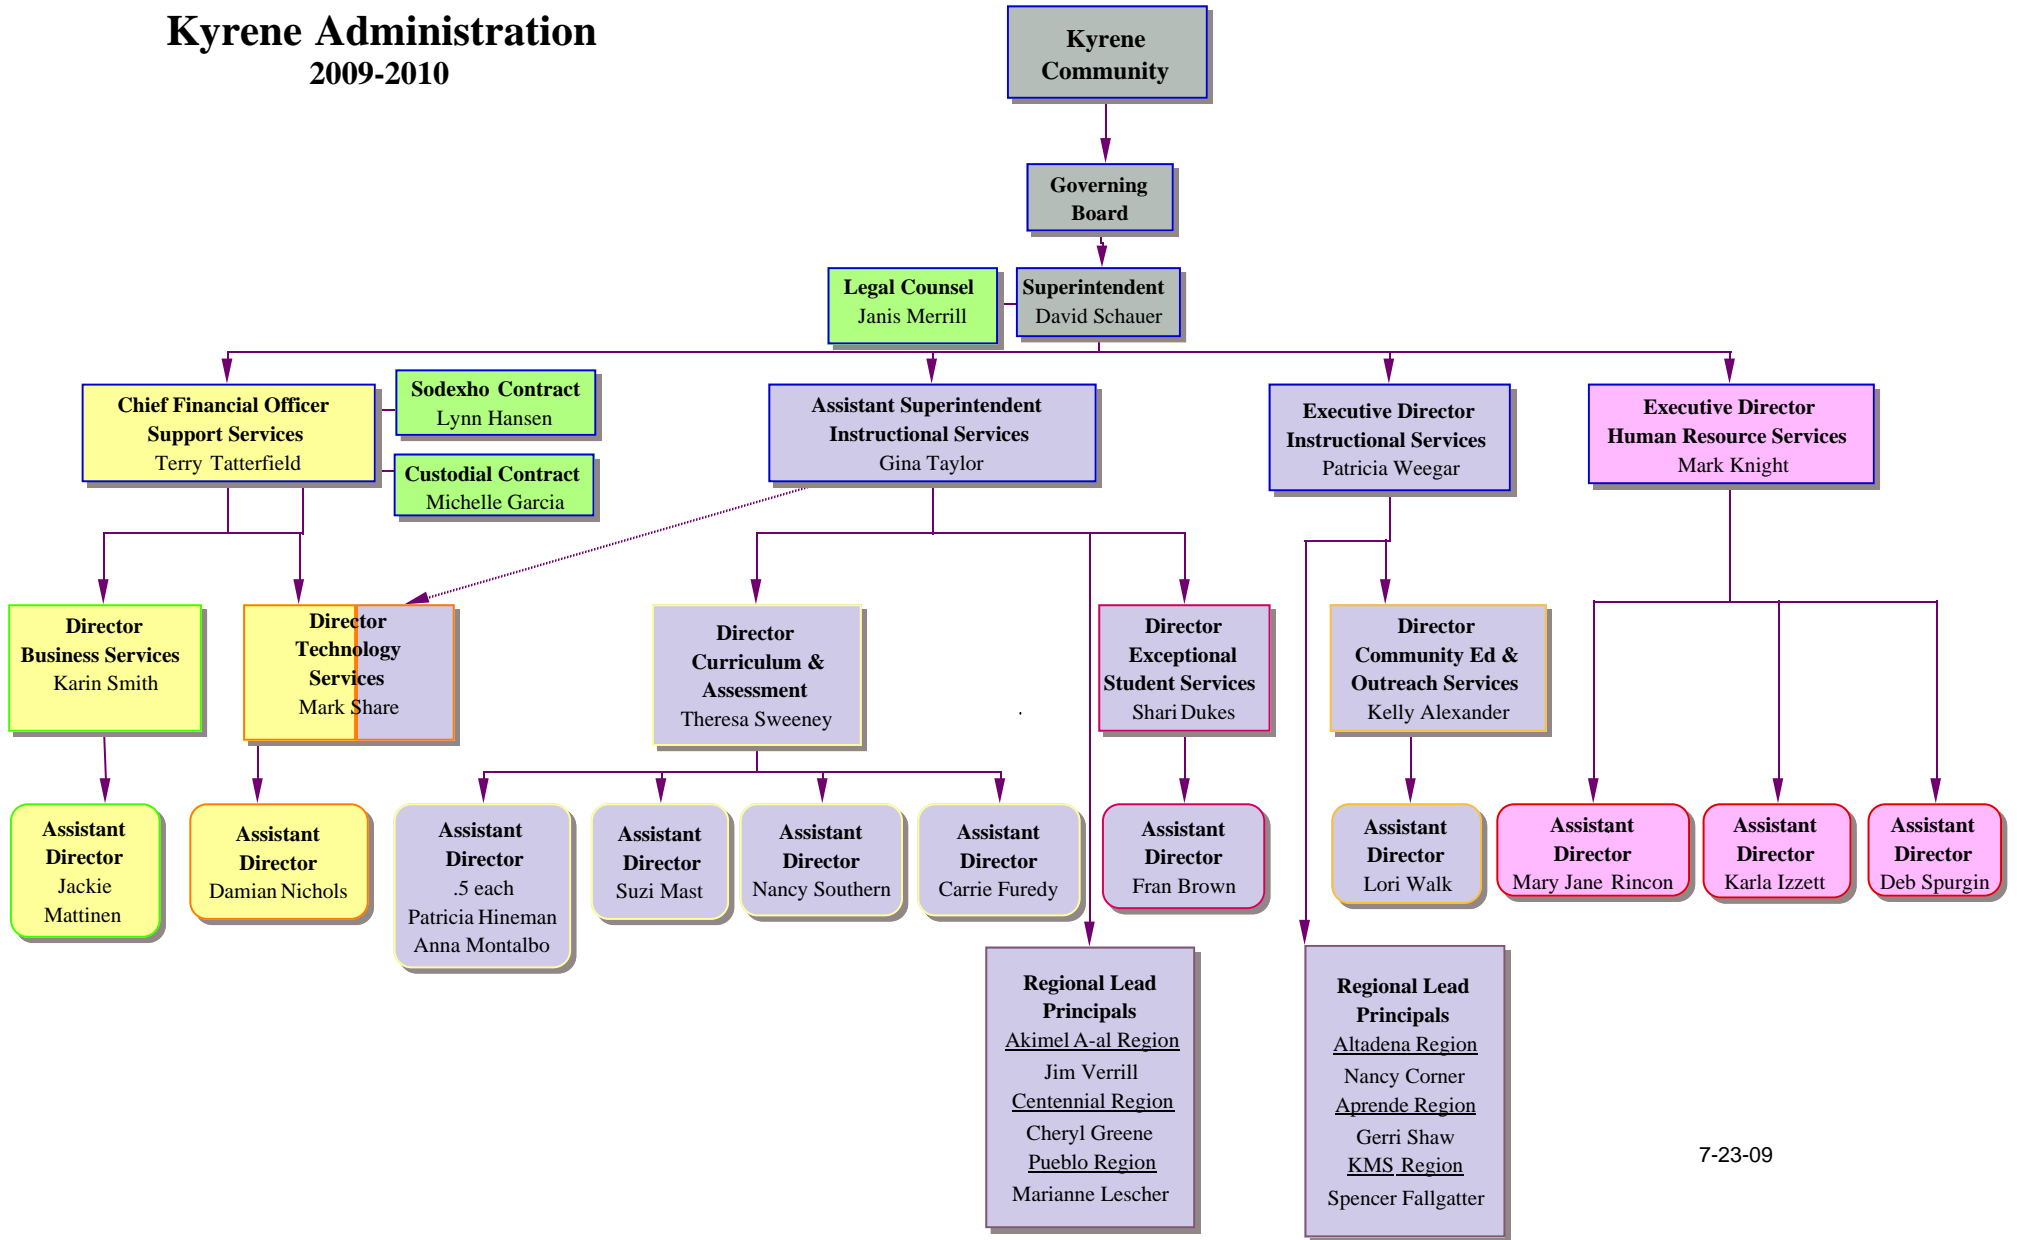 Kyrene Administration
2009-2010
Kyrene
Community
Governing
Board
Legal Counsel
Janis Merrill
Superintendent
David Schauer
Chief Financial Officer
Support Services
Terry Tatterfield
Sodexho Contract
Lynn Hansen
Custodial Contract
Michelle Garcia
Assistant Superintendent
Instructional Services
Gina Taylor
Executive Director
Instructional Services
Patricia Weegar
Executive Director
Human Resource Services
Mark Knight
Director
Business Services
Karin Smith
Director
Technology
Services
Mark Share
Director
Curriculum &
Assessment
Theresa Sweeney
Director
Exceptional
Student Services
Shari Dukes
Director
Community Ed &
Outreach Services
Kelly Alexander
Assistant
Director
Jackie
Mattinen
Assistant
Director
Damian Nichols
Assistant
Director
.5 each
Patricia Hineman
Anna Montalbo
Assistant
Director
Suzi Mast
Assistant
Director
Nancy Southern
Assistant
Director
Carrie Furedy
Assistant
Director
Fran Brown
Assistant
Director
Lori Walk
Assistant
Director
Mary Jane Rincon
Assistant
Director
Karla Izzett
Assistant
Director
Deb Spurgin
Regional Lead
Principals
Akimel A-al Region
Jim Verrill
Centennial Region
Cheryl Greene
Pueblo Region
Marianne Lescher
Regional Lead
Principals
Altadena Region
Nancy Corner
Aprende Region
Gerri Shaw
KMS Region
Spencer Fallgatter
7-23-09